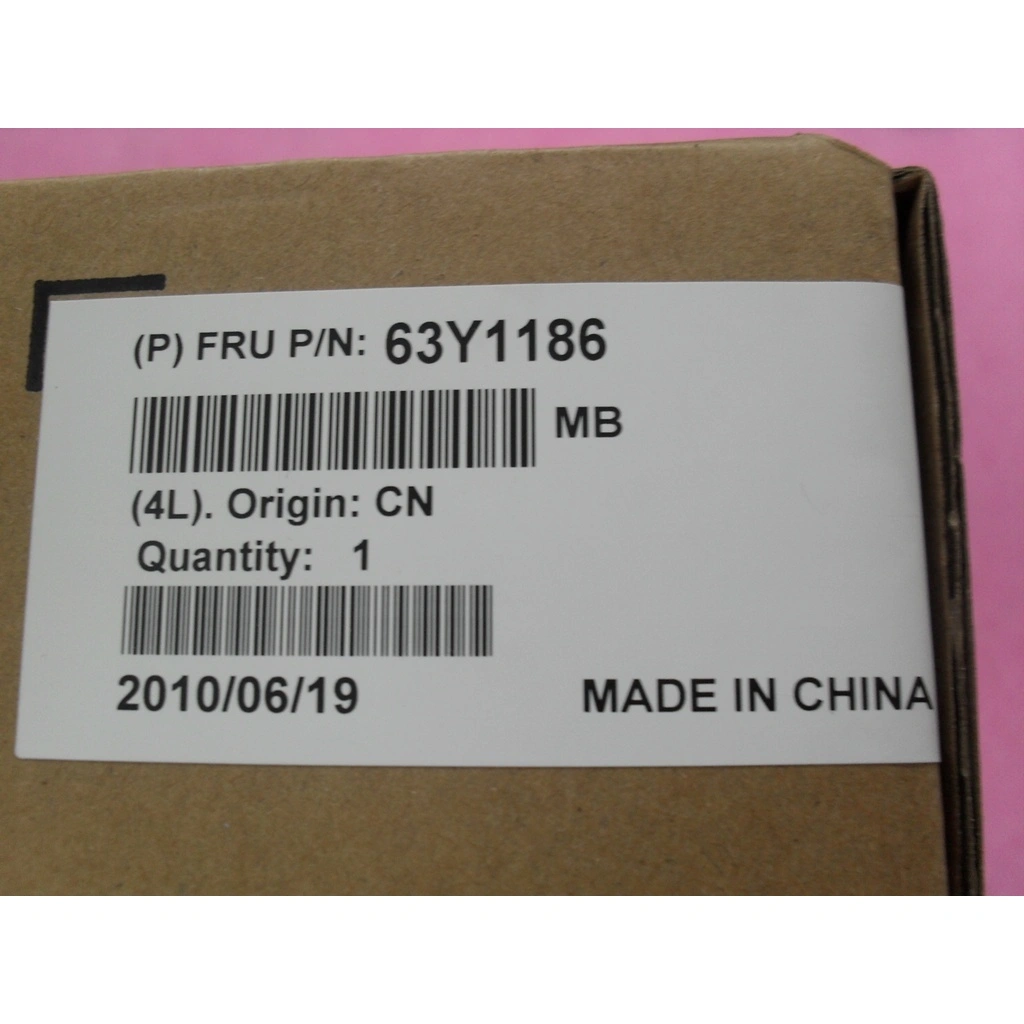 (P) FRU P/N: 63Y1186
MB
(4L). Origin: CN
Quantity: 1
2010/06/19
MADE IN CHINA